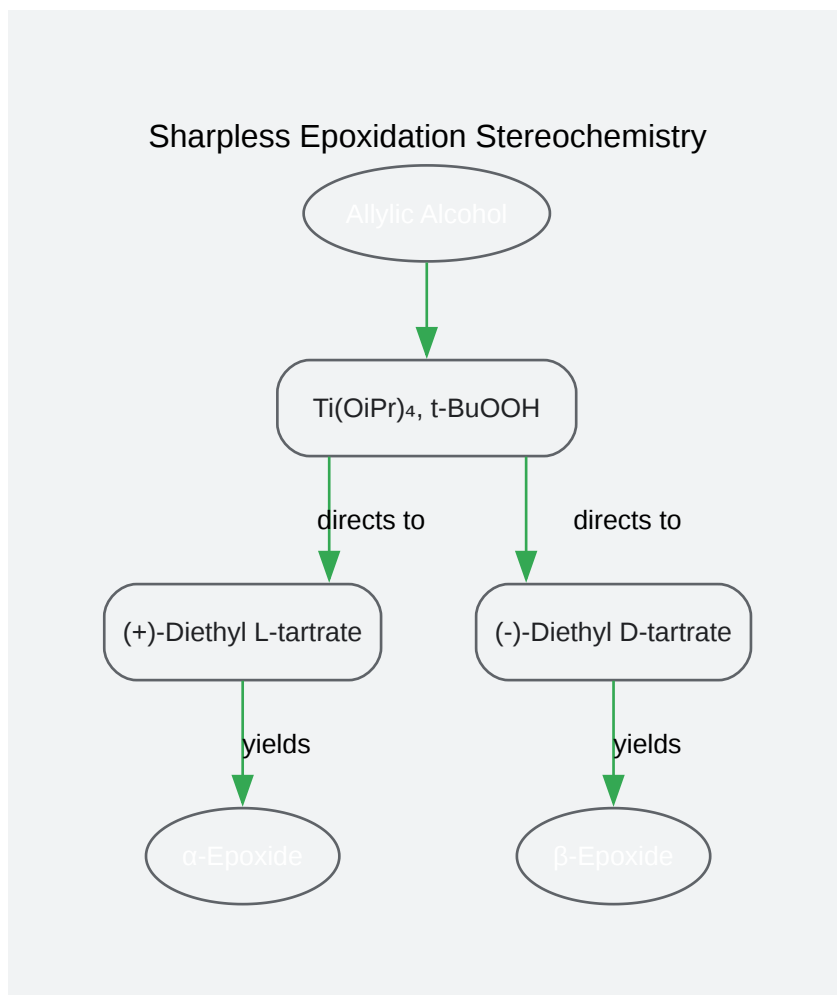 Sharpless Epoxidation Stereochemistry
Allylic Alcohol
Ti(OiPr)₄, t-BuOOH
directs to
directs to
(+)-Diethyl L-tartrate
(-)-Diethyl D-tartrate
yields
yields
α-Epoxide
β-Epoxide